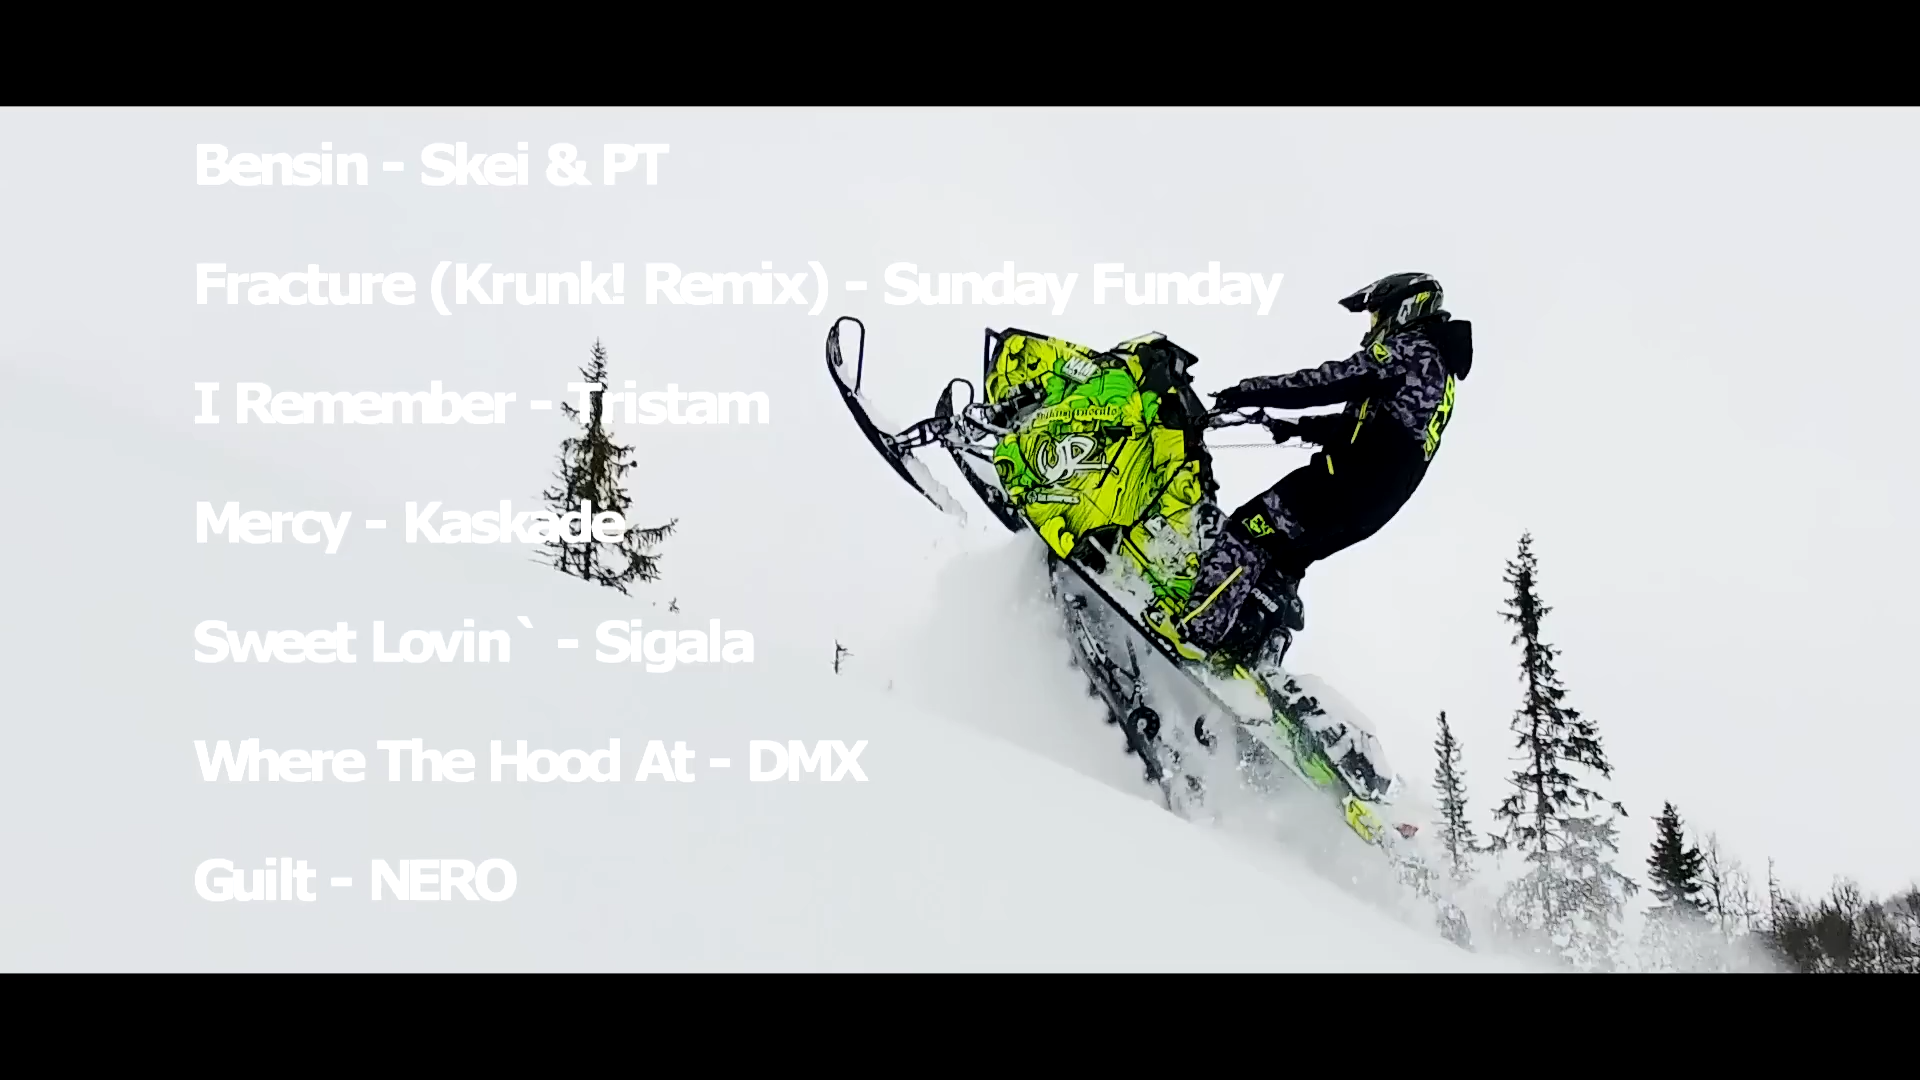 Bensin - Skei & PT
Fracture (Krunk! Remix) - Sunday Funday
I Remember - Tristam
Mercy - Kaskade
Sweet Lovin` - Sigala
Where The Hood At - DMX
Guilt - NERO
FXR